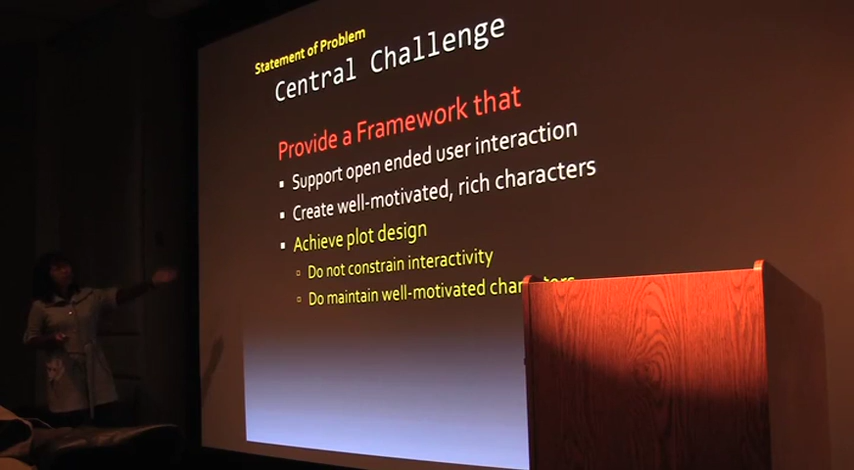 Statement of Problem
Central Challenge
Provide a Framework that
▪ Support open ended user interaction
▪ Create well-motivated, rich characters
▪ Achieve plot design
▫ Do not constrain interactivity
▫ Do maintain well-motivated characters